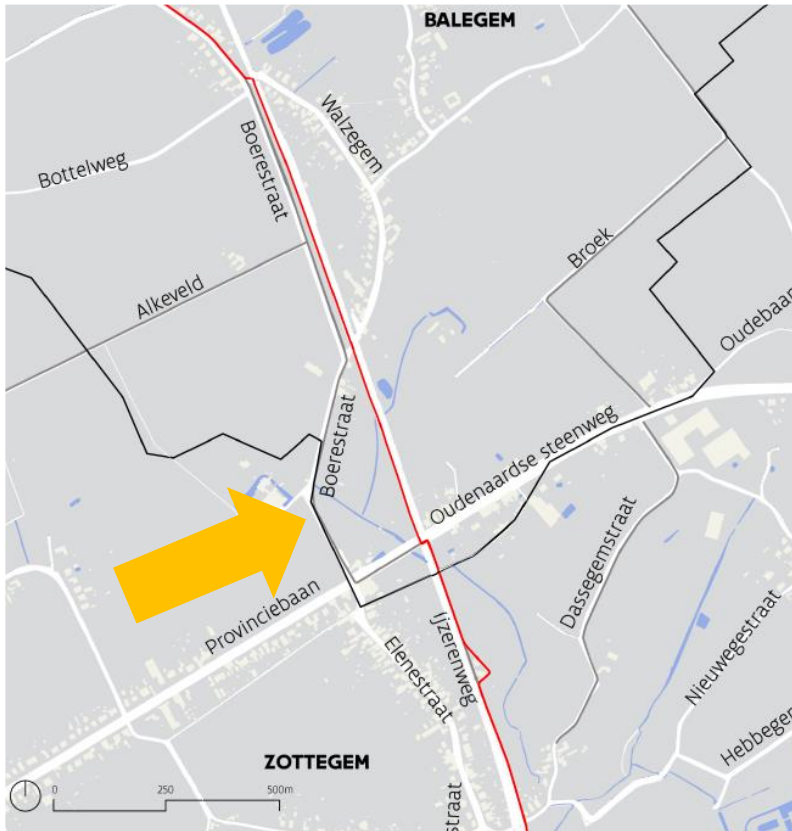 BALEGEM
Walzegem
Boerestraat
Bottelweg
Broek
Alkeveld
Oudebaan
Boerestraat
Oudenaardse steenweg
Dassegemstraat
Provinciebaan
Ijzerenweg
Elenestraat
Nieuwegestraat
Hebbegen
ZOTTEGEM
straat
0 250 500m